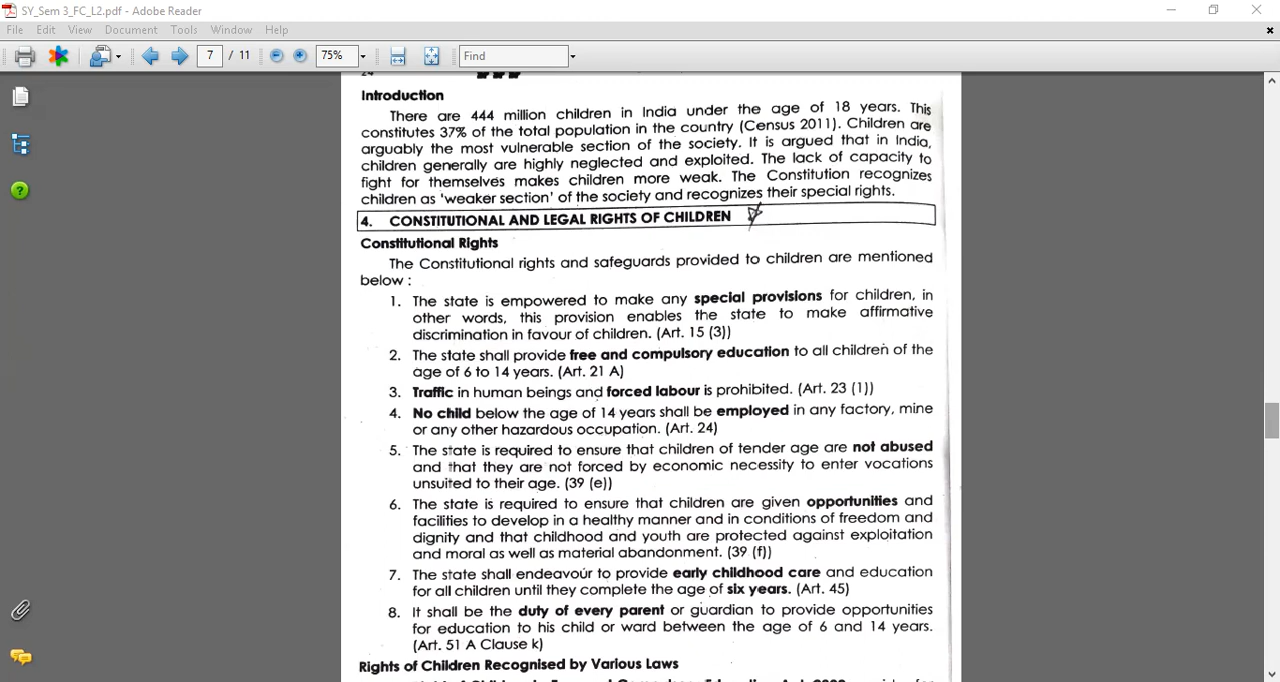 SY_Sem 3_FC_L2.pdf - Adobe Reader
File Edit View Document Tools Window Help
7 / 11 75% Find
24
Introduction
There are 444 million children in India under the age of 18 years. This
constitutes 37% of the total population in the country (Census 2011). Children are
arguably the most vulnerable section of the society. It is argued that in India,
children generally are highly neglected and exploited. The lack of capacity to
fight for themselves makes children more weak. The Constitution recognizes
children as 'weaker section' of the society and recognizes their special rights.
4. CONSTITUTIONAL AND LEGAL RIGHTS OF CHILDREN
Constitutional Rights
The Constitutional rights and safeguards provided to children are mentioned
below :
1. The state is empowered to make any special provisions for children, in
other words, this provision enables the state to make affirmative
discrimination in favour of children. (Art. 15 (3))
2. The state shall provide free and compulsory education to all children of the
age of 6 to 14 years. (Art. 21 A)
3. Traffic in human beings and forced labour is prohibited. (Art. 23 (1))
4. No child below the age of 14 years shall be employed in any factory, mine
or any other hazardous occupation. (Art. 24)
5. The state is required to ensure that children of tender age are not abused
and that they are not forced by economic necessity to enter vocations
unsuited to their age. (39 (e))
6. The state is required to ensure that children are given opportunities and
facilities to develop in a healthy manner and in conditions of freedom and
dignity and that childhood and youth are protected against exploitation
and moral as well as material abandonment. (39 (f))
7. The state shall endeavour to provide early childhood care and education
for all children until they complete the age of six years. (Art. 45)
8. It shall be the duty of every parent or guardian to provide opportunities
for education to his child or ward between the age of 6 and 14 years.
(Art. 51 A Clause k)
Rights of Children Recognised by Various Laws